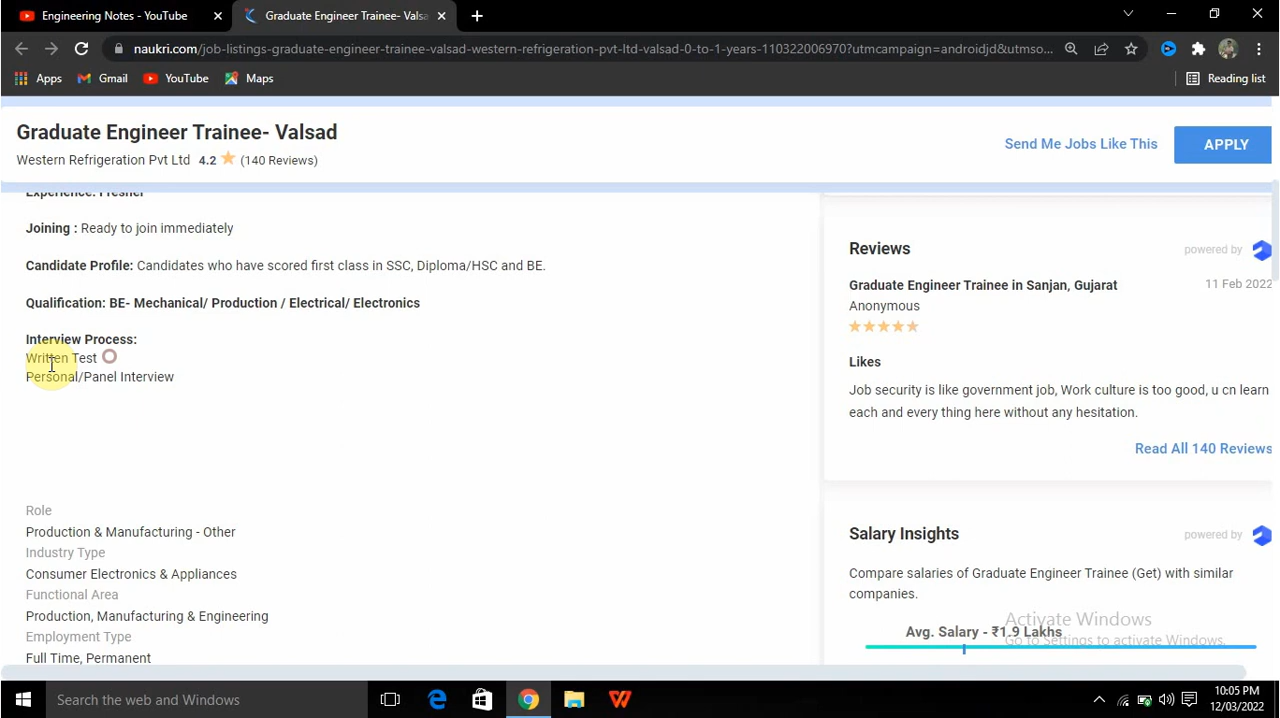 Engineering Notes - YouTube
Graduate Engineer Trainee- Vals
naukri.com/job-listings-graduate-engineer-trainee-valsad-western-refrigeration-pvt-ltd-valsad-0-to-1-years-110322006970?utmcampaign=androidjd&utmso...
Apps
Gmail
YouTube
Maps
Reading list
Graduate Engineer Trainee- Valsad
Western Refrigeration Pvt Ltd 4.2 (140 Reviews)
Send Me Jobs Like This
APPLY
Experience: Fresher
Joining : Ready to join immediately
Candidate Profile: Candidates who have scored first class in SSC, Diploma/HSC and BE.
Qualification: BE- Mechanical/ Production / Electrical/ Electronics
Interview Process:
Written Test
Personal/Panel Interview
Role
Production & Manufacturing - Other
Industry Type
Consumer Electronics & Appliances
Functional Area
Production, Manufacturing & Engineering
Employment Type
Full Time, Permanent
Reviews
powered by
Graduate Engineer Trainee in Sanjan, Gujarat
11 Feb 2022
Anonymous
Likes
Job security is like government job, Work culture is too good, u cn learn
each and every thing here without any hesitation.
Read All 140 Reviews
Salary Insights
powered by
Compare salaries of Graduate Engineer Trainee (Get) with similar
companies.
Avg. Salary - ₹1.9 Lakhs
Activate Windows
Go to Settings to activate Windows.
Search the web and Windows
10:05 PM
12/03/2022